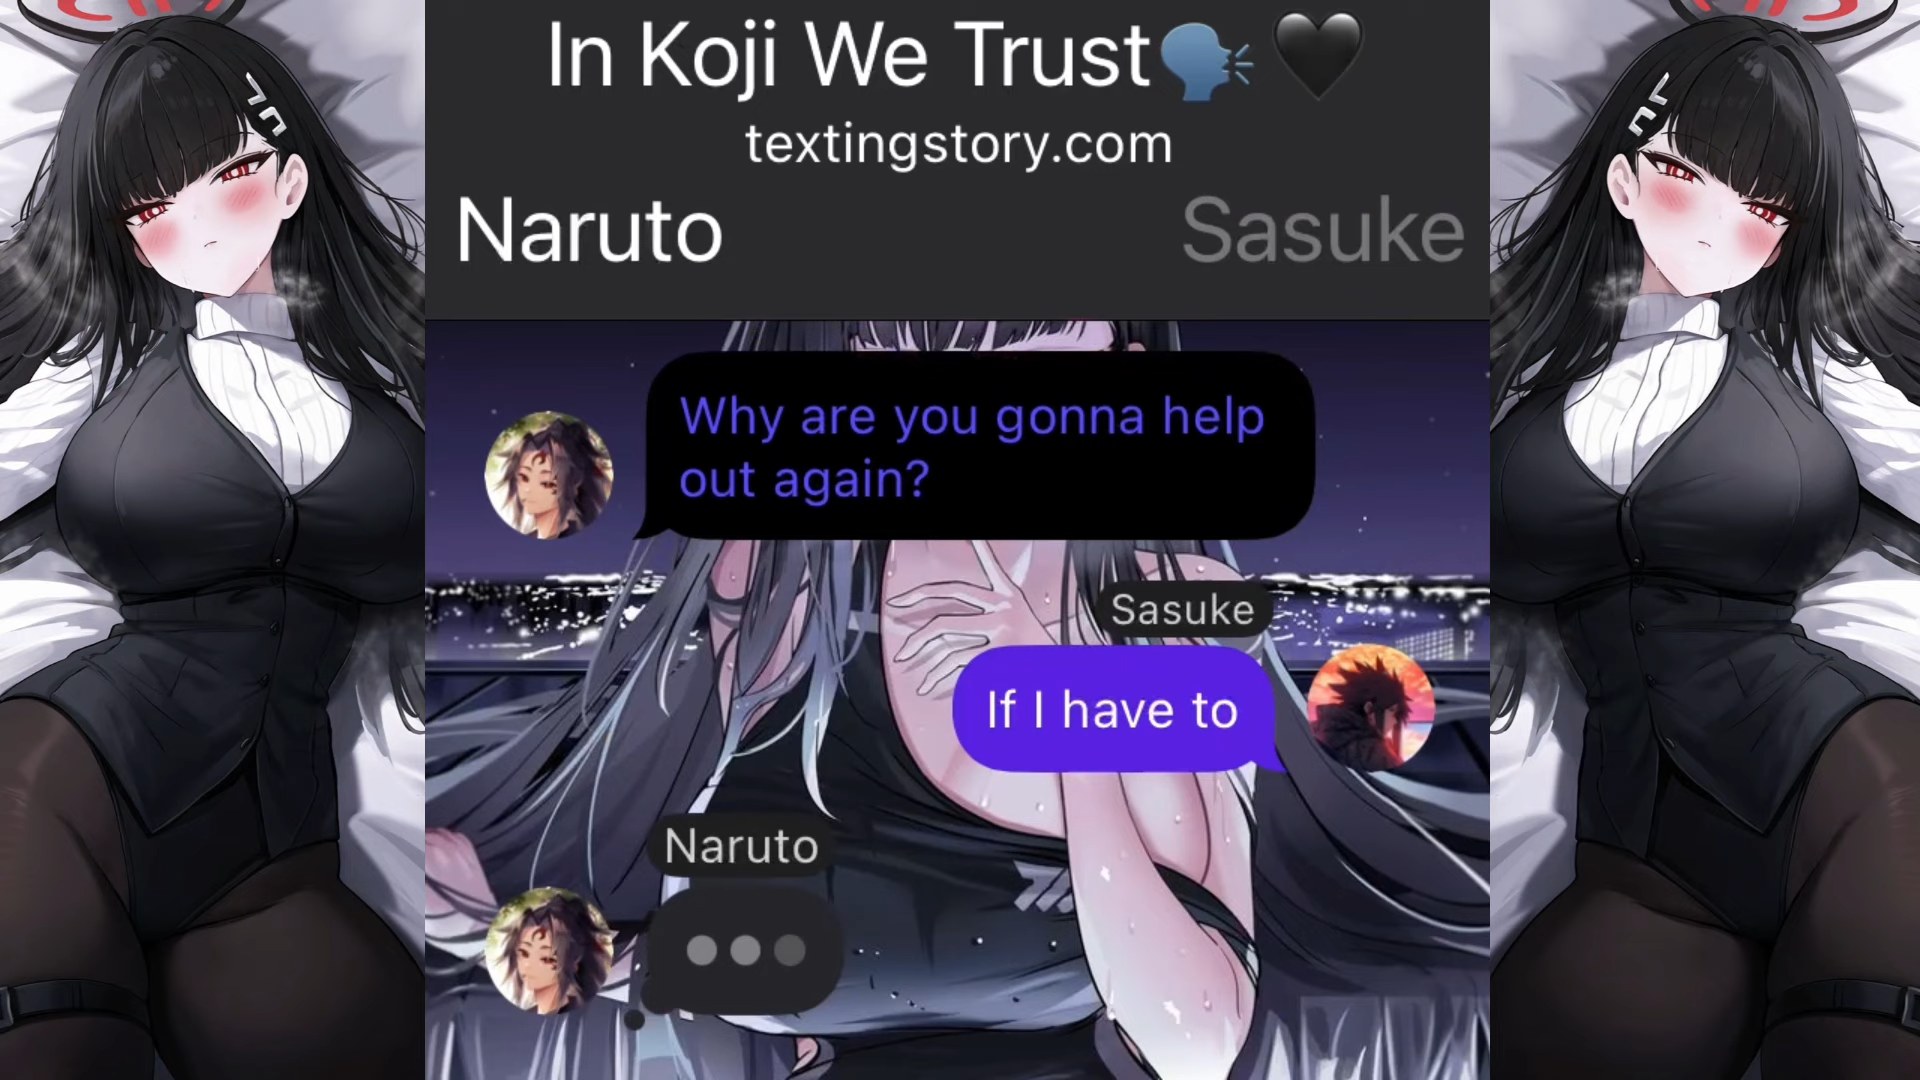 In Koji We Trust🗣️ 🖤
textingstory.com
Naruto Sasuke
Why are you gonna help
out again?
Sasuke
If I have to
Naruto